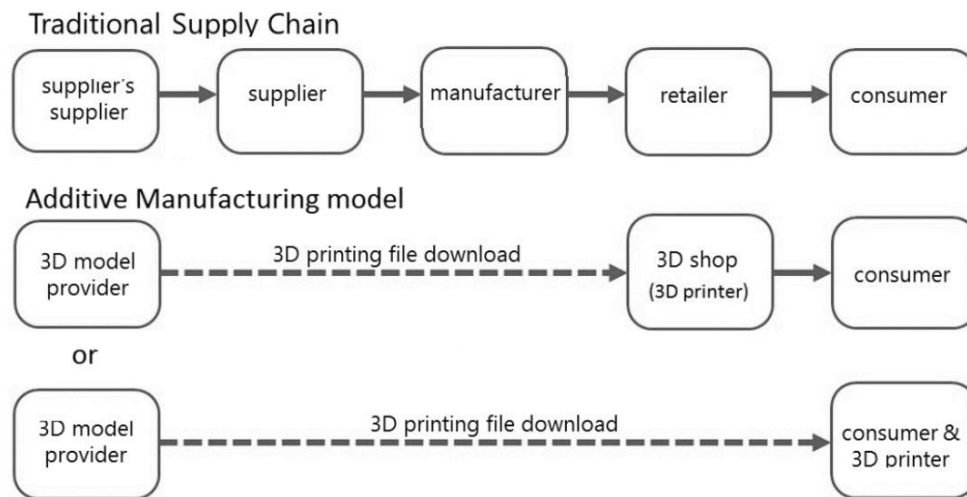 Traditional Supply Chain
supplier's
supplier
supplier
manufacturer
retailer
consumer
Additive Manufacturing model
3D model
provider
3D printing file download
3D shop
(3D printer)
consumer
or
3D model
provider
3D printing file download
consumer &
3D printer